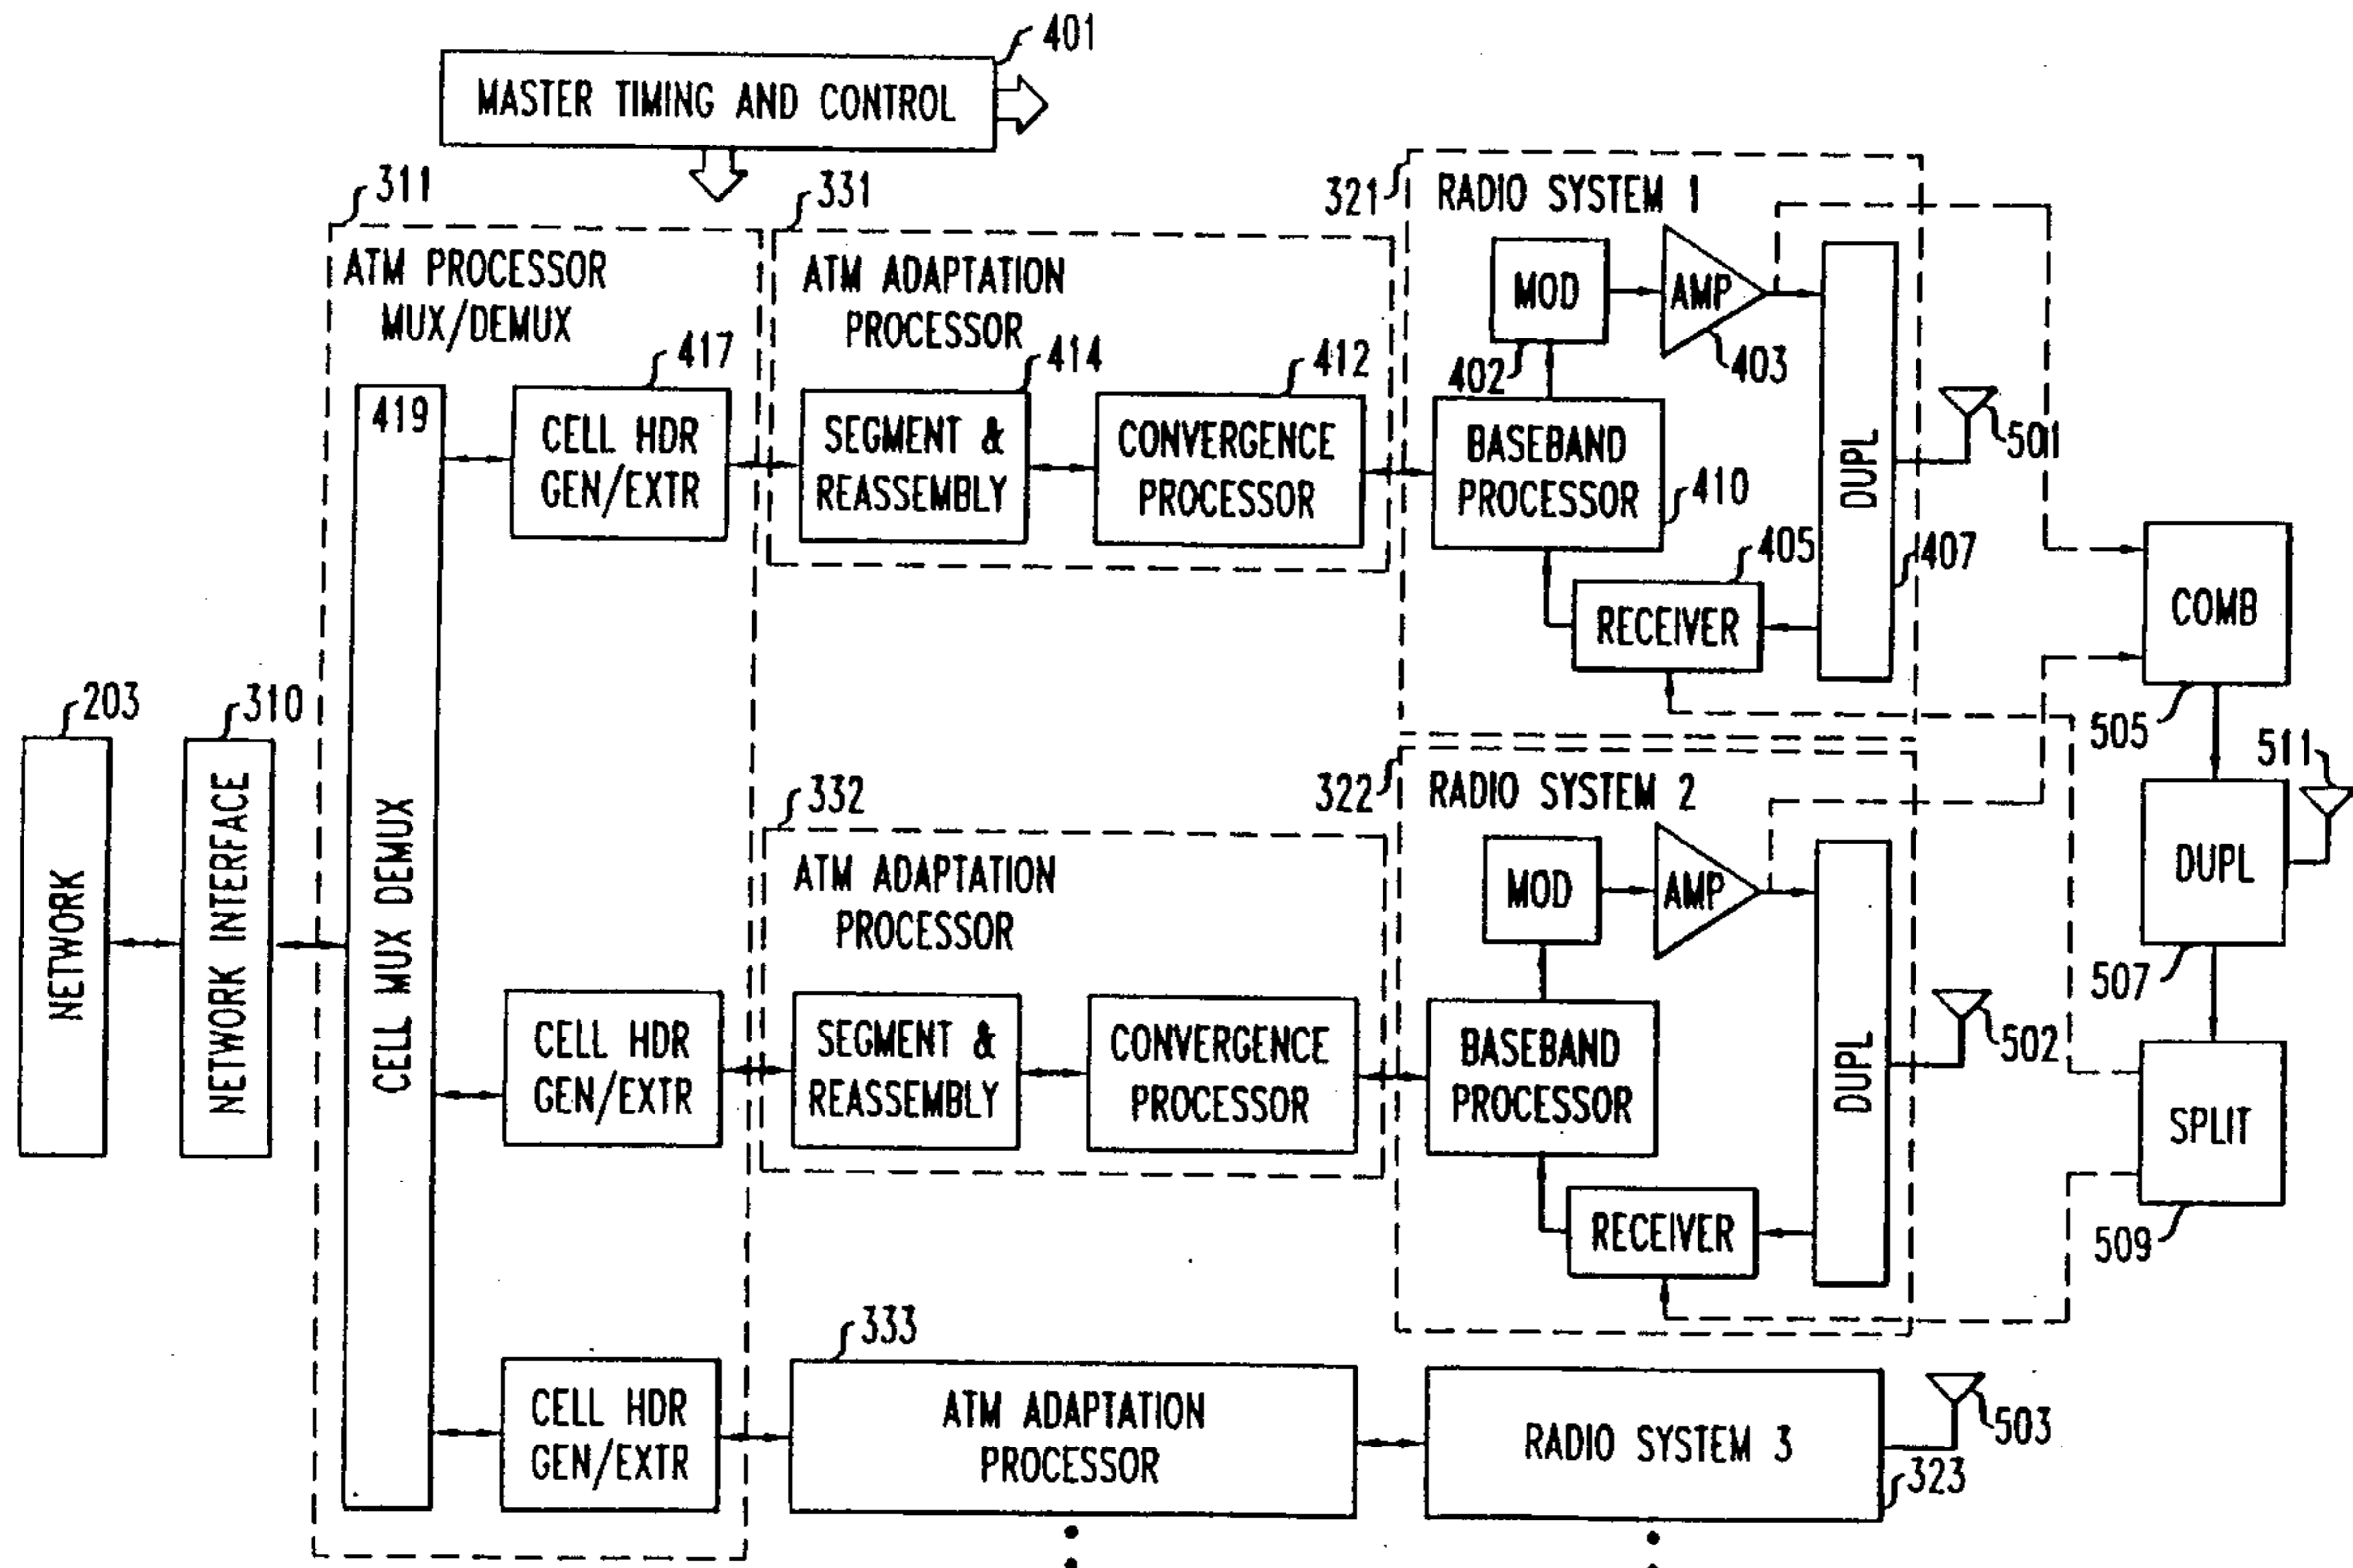 401
MASTER TIMING AND CONTROL
311
ATM PROCESSOR
MUX/DEMUX
417
419
CELL HDR
GEN/EXTR
331
ATM ADAPTATION
PROCESSOR
414
SEGMENT &
REASSEMBLY
412
CONVERGENCE
PROCESSOR
321
RADIO SYSTEM 1
MOD
402
AMP
403
BASEBAND
PROCESSOR
410
405
RECEIVER
DUPL
407
501
COMB
505
203
NETWORK
310
NETWORK INTERFACE
CELL MUX DEMUX
CELL HDR
GEN/EXTR
332
ATM ADAPTATION
PROCESSOR
SEGMENT &
REASSEMBLY
CONVERGENCE
PROCESSOR
322
RADIO SYSTEM 2
MOD
AMP
BASEBAND
PROCESSOR
RECEIVER
DUPL
502
511
DUPL
507
SPLIT
509
CELL HDR
GEN/EXTR
333
ATM ADAPTATION
PROCESSOR
RADIO SYSTEM 3
503
323